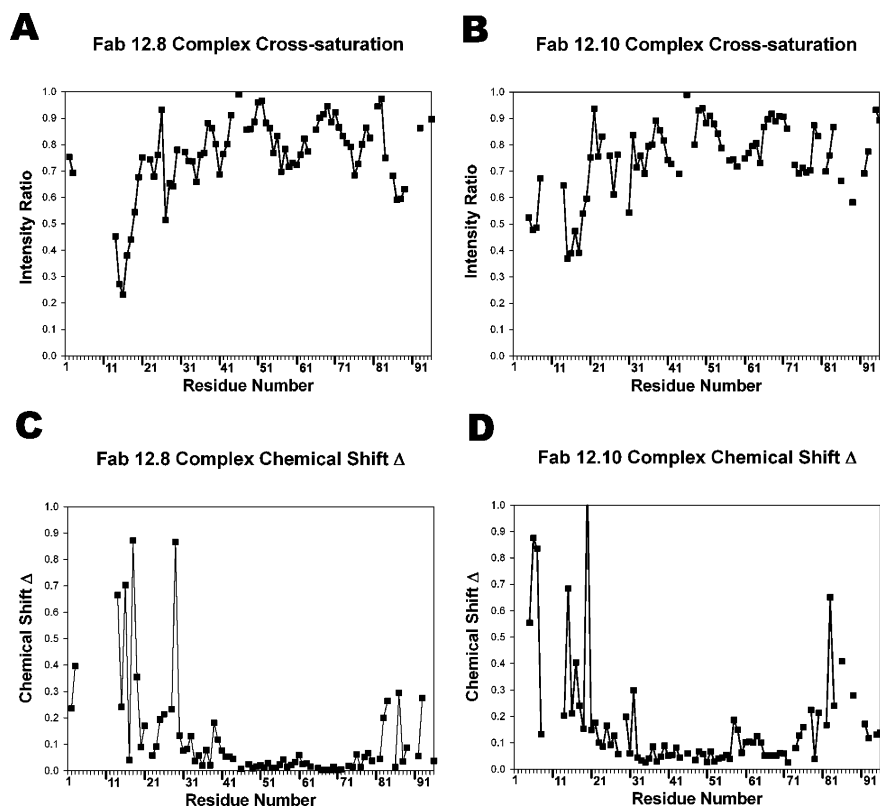 A
Fab 12.8 Complex Cross-saturation
1.0
0.9
0.8
0.7
0.6
0.5
0.4
0.3
0.2
0.1
0.0
Intensity Ratio
1 11 21 31 41 51 61 71 81 91
Residue Number
B
Fab 12.10 Complex Cross-saturation
1.0
0.9
0.8
0.7
0.6
0.5
0.4
0.3
0.2
0.1
0.0
Intensity Ratio
1 11 21 31 41 51 61 71 81 91
Residue Number
C
Fab 12.8 Complex Chemical Shift Δ
1.0
0.9
0.8
0.7
0.6
0.5
0.4
0.3
0.2
0.1
0.0
Chemical Shift Δ
1 11 21 31 41 51 61 71 81 91
Residue Number
D
Fab 12.10 Complex Chemical Shift Δ
1.0
0.9
0.8
0.7
0.6
0.5
0.4
0.3
0.2
0.1
0.0
Chemical Shift Δ
1 11 21 31 41 51 61 71 81 91
Residue Number